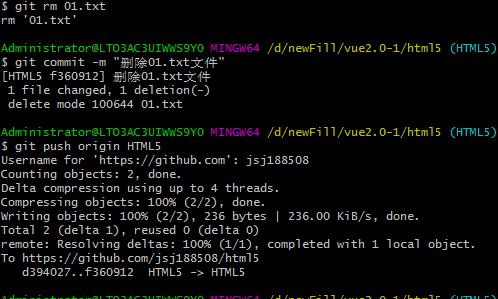 $ git rm 01.txt
rm '01.txt'
Administrator@LTO3AC3UIWWS9YO MINGW64 /d/newFill/vue2.0-1/html5 (HTML5)
$ git commit -m "删除01.txt文件"
[HTML5 f360912] 删除01.txt文件
1 file changed, 1 deletion(-)
delete mode 100644 01.txt
Administrator@LTO3AC3UIWWS9YO MINGW64 /d/newFill/vue2.0-1/html5 (HTML5)
$ git push origin HTML5
Username for 'https://github.com': jsj188508
Counting objects: 2, done.
Delta compression using up to 4 threads.
Compressing objects: 100% (2/2), done.
Writing objects: 100% (2/2), 236 bytes | 236.00 KiB/s, done.
Total 2 (delta 1), reused 0 (delta 0)
remote: Resolving deltas: 100% (1/1), completed with 1 local object.
To https://github.com/jsj188508/html5
d394027..f360912  HTML5 -> HTML5